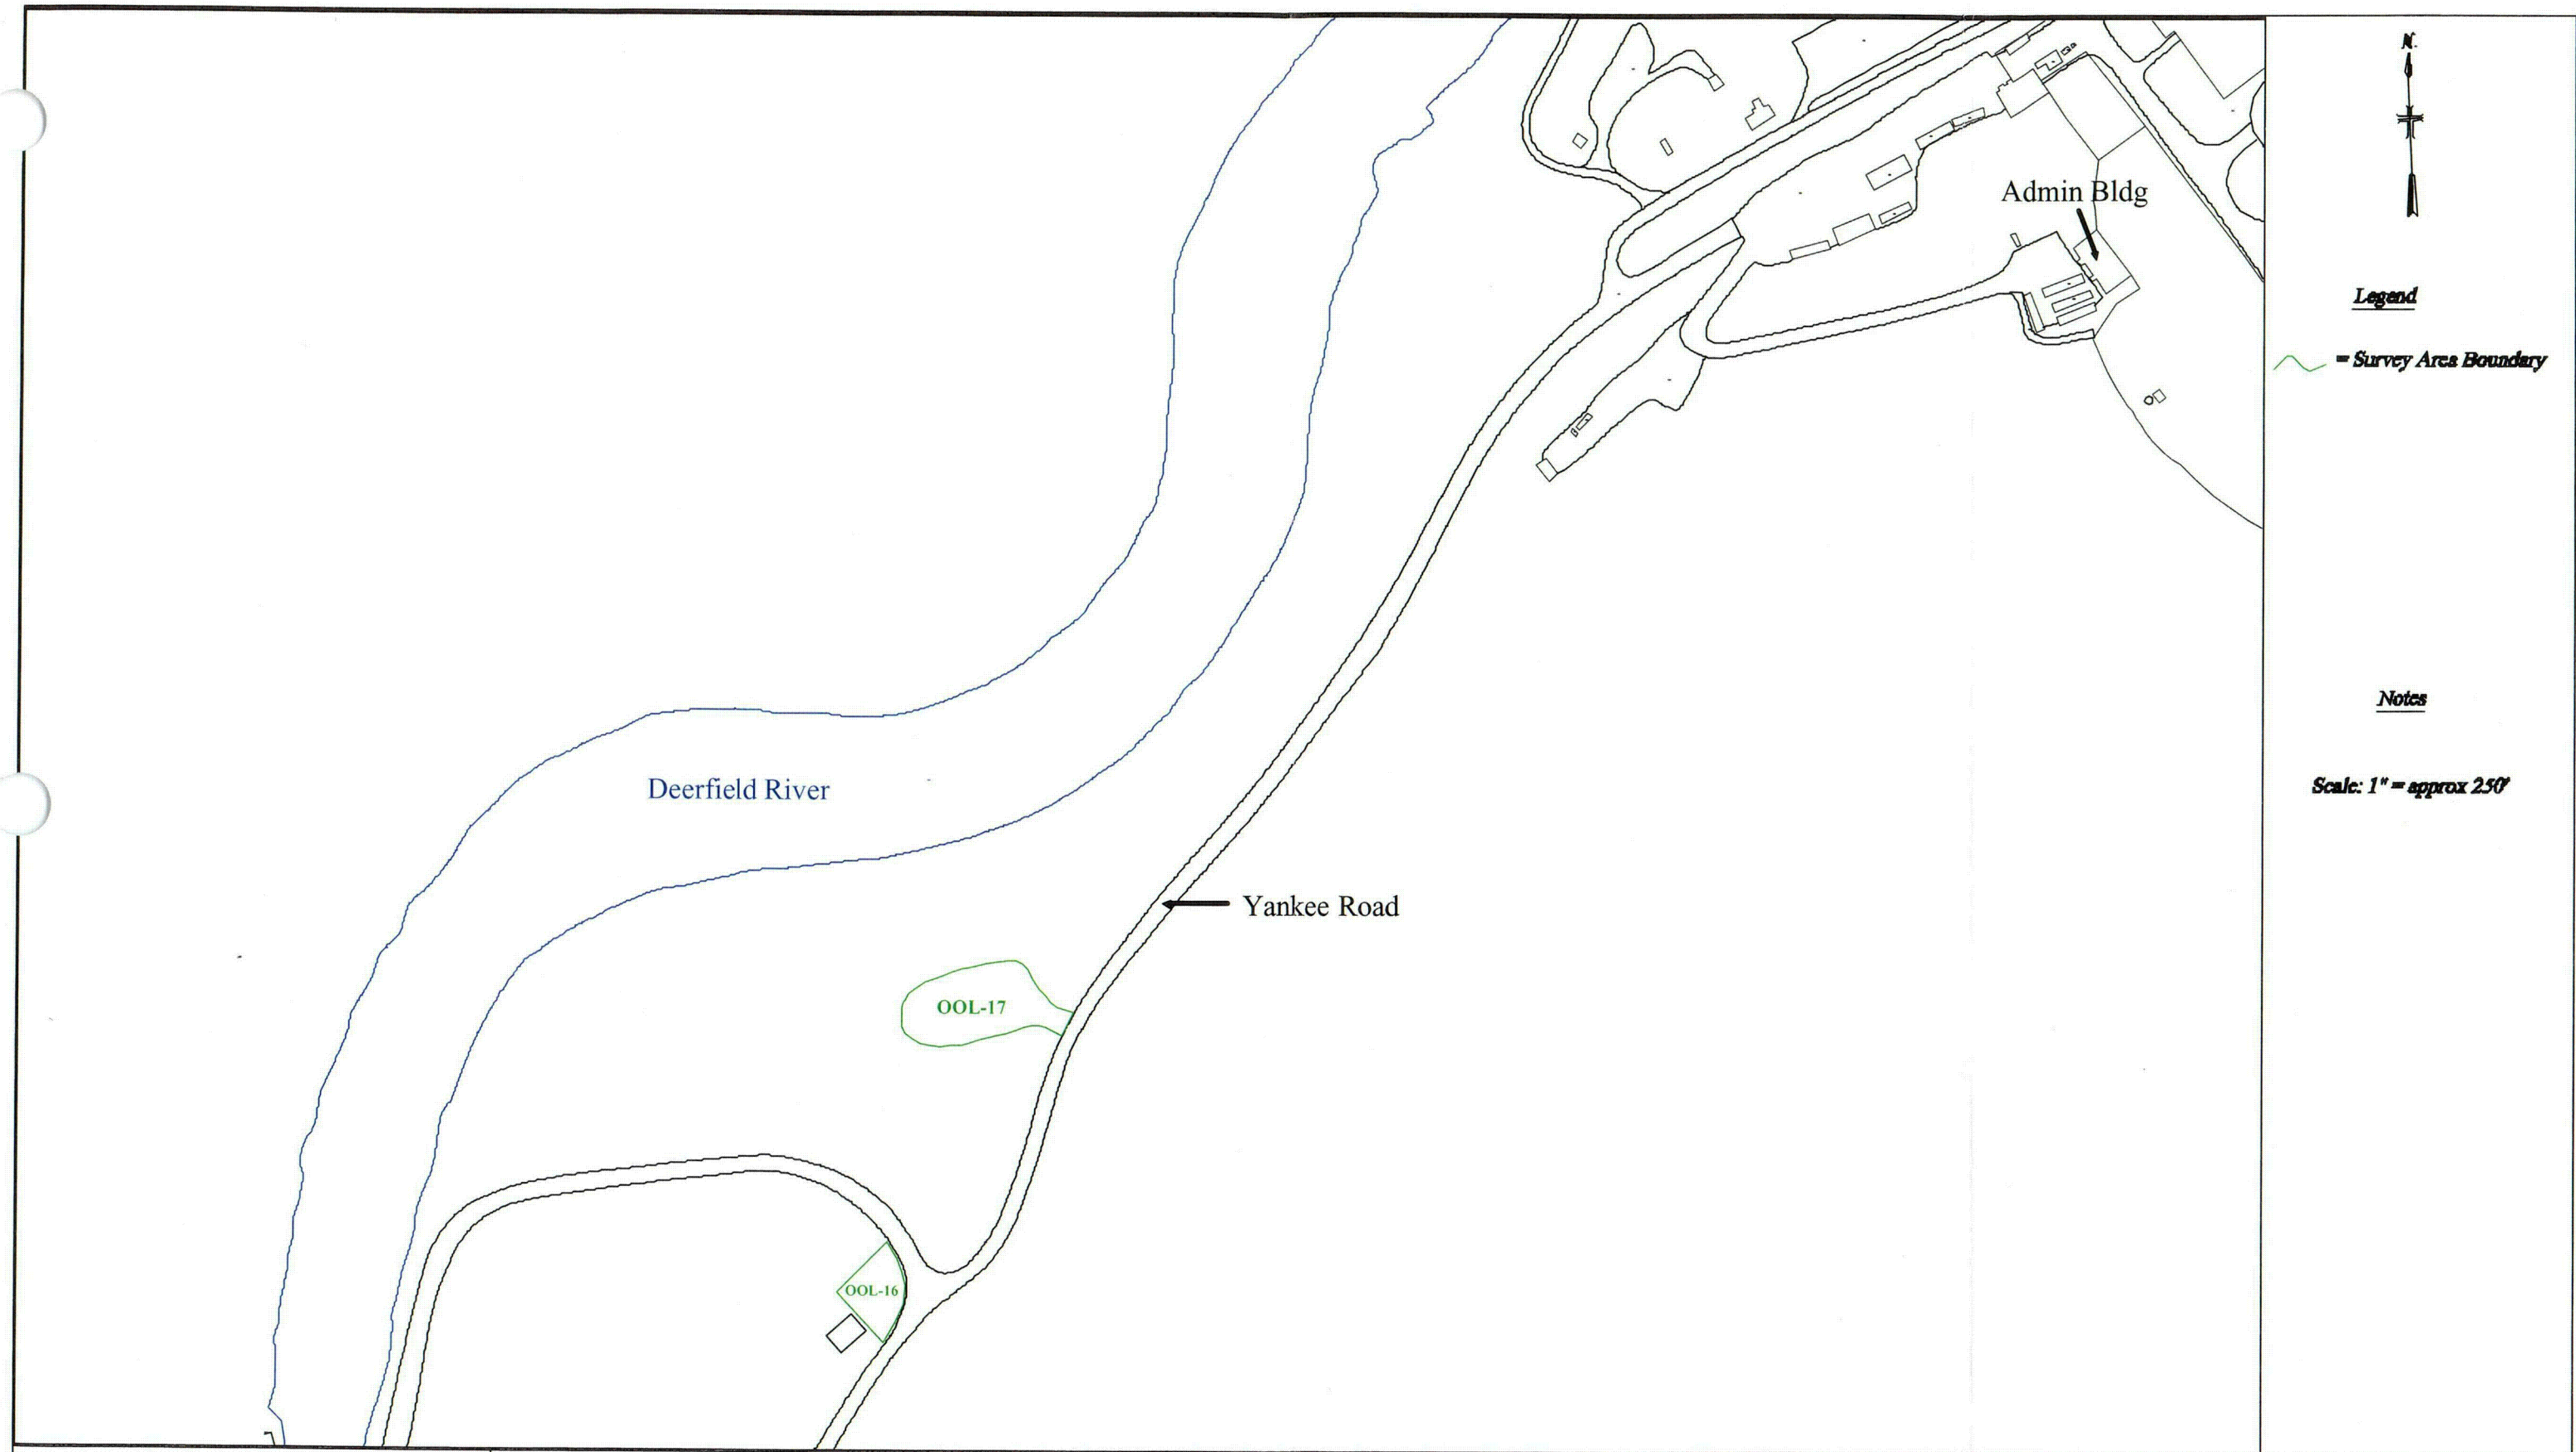 N.
Admin Bldg
Legend
= Survey Area Boundary
Notes
Scale: 1" = approx 250'
Deerfield River
Yankee Road
OOL-17
OOL-16